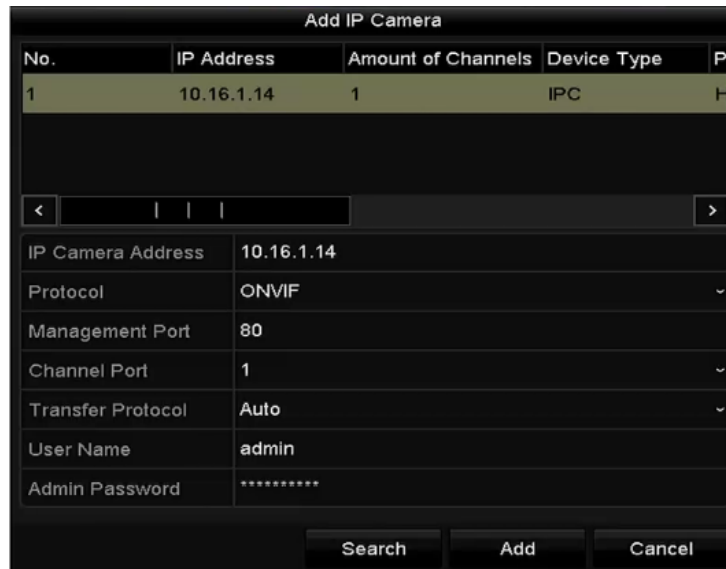 Add IP Camera
No. IP Address Amount of Channels Device Type P
1 10.16.1.14 1 IPC H
IP Camera Address 10.16.1.14
Protocol ONVIF
Management Port 80
Channel Port 1
Transfer Protocol Auto
User Name admin
Admin Password **********
Search Add Cancel